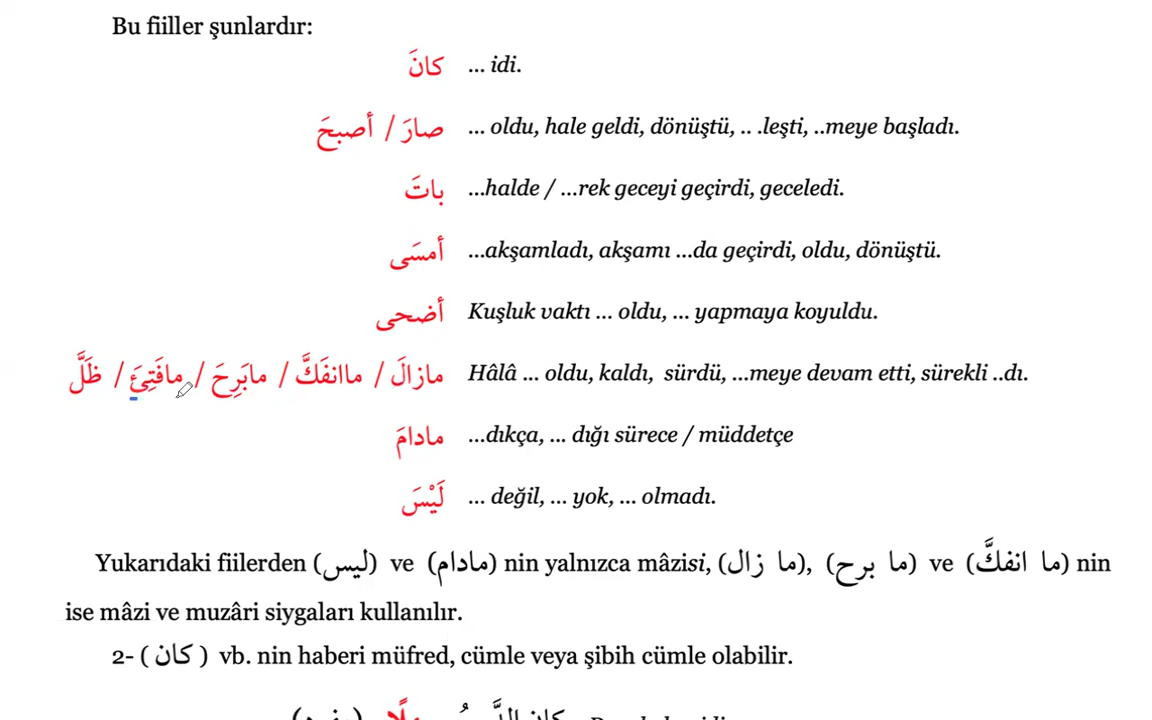 Bu fiiller şunlardır:
كانَ ... idi.
صارَ / أصبحَ ... oldu, hale geldi, dönüştü, .. .leşti, ..meye başladı.
باتَ ...halde / ...rek geceyi geçirdi, geceledi.
أمسَى ...akşamladı, akşamı ...da geçirdi, oldu, dönüştü.
أضحى Kuşluk vaktı ... oldu, ... yapmaya koyuldu.
مازالَ / ماانفَكَّ / مابَرِحَ / مافَتِئَ / ظَلَّ Hâlâ ... oldu, kaldı, sürdü, ...meye devam etti, sürekli ..dı.
مادامَ ...dıkça, ... dığı sürece / müddetçe
لَيْسَ ... değil, ... yok, ... olmadı.
Yukarıdaki fiilerden (ليس) ve (مادام) nin yalnızca mâzisi, (ما زال), (ما برح) ve (ما انفكَّ) nin
ise mâzi ve muzâri siygaları kullanılır.
2- ( كان ) vb. nin haberi müfred, cümle veya şibih cümle olabilir.